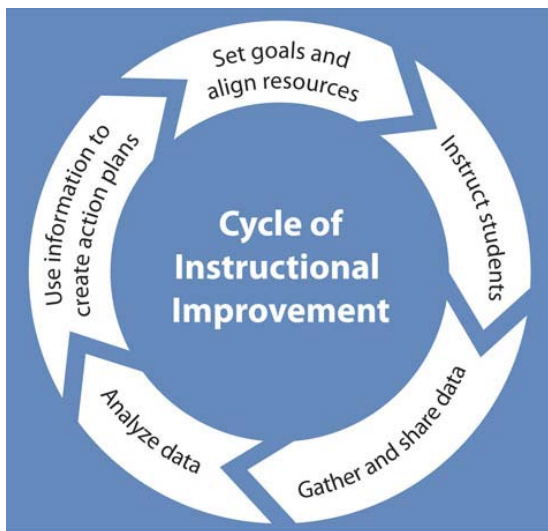 Cycle of
Instructional
Improvement
Set goals and
align resources
Instruct students
Gather and share data
Analyze data
Use information to
create action plans